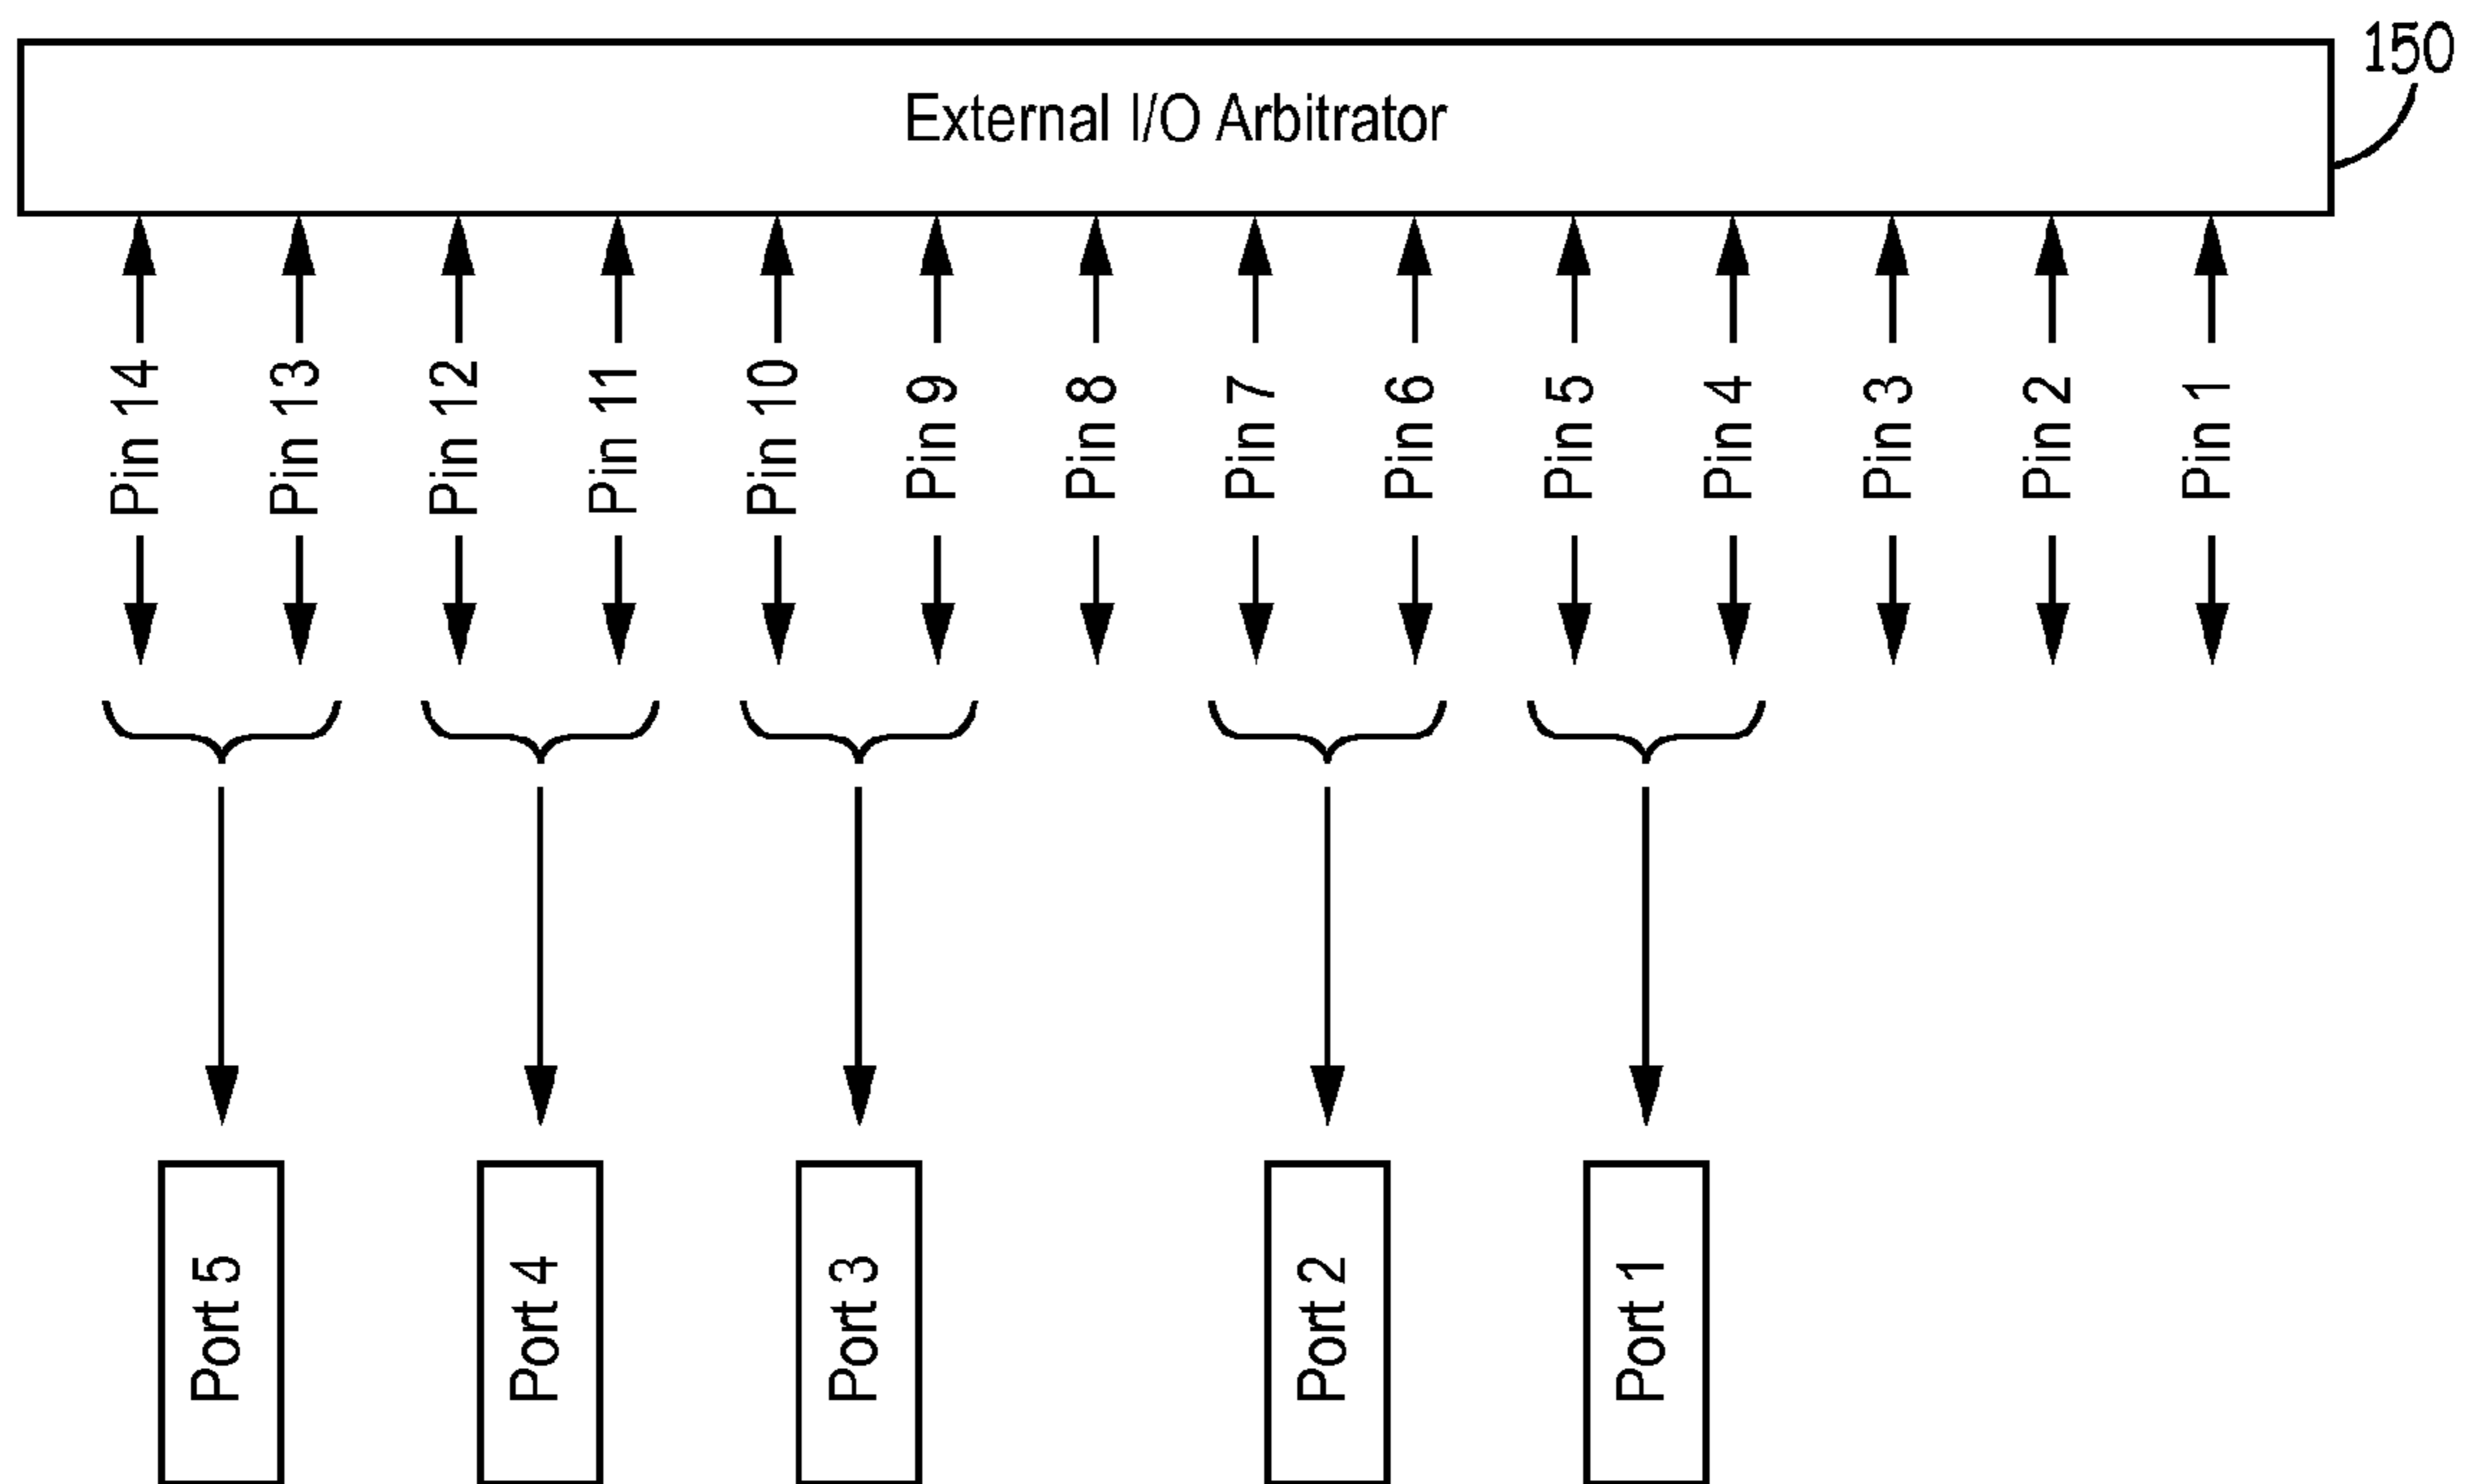 150
External I/O Arbitrator
Pin 14
Pin 13
Pin 12
Pin 11
Pin 10
Pin 9
Pin 8
Pin 7
Pin 6
Pin 5
Pin 4
Pin 3
Pin 2
Pin 1
Port 5
Port 4
Port 3
Port 2
Port 1